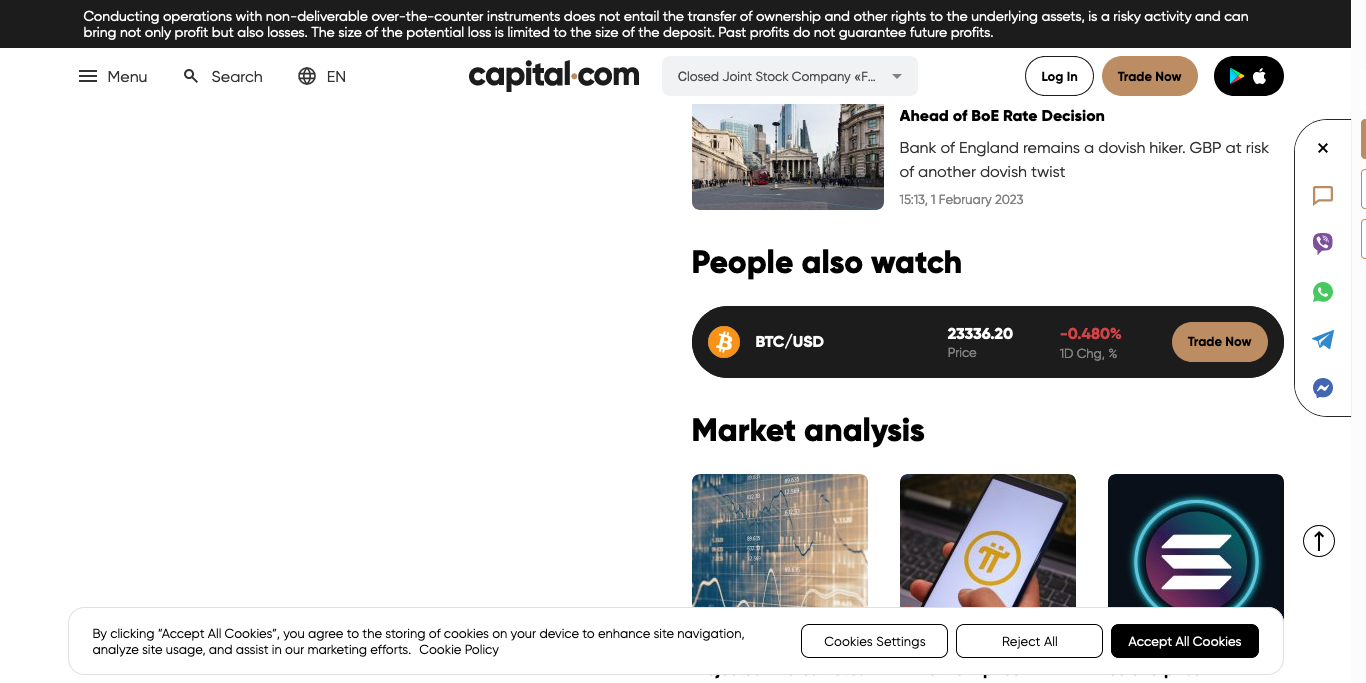 Conducting operations with non-deliverable over-the-counter instruments does not entail the transfer of ownership and other rights to the underlying assets, is a risky activity and can
bring not only profit but also losses. The size of the potential loss is limited to the size of the deposit. Past profits do not guarantee future profits.
Menu Search EN capital.com Closed Joint Stock Company «F... Log In Trade Now
Ahead of BoE Rate Decision
Bank of England remains a dovish hiker. GBP at risk
of another dovish twist
15:13, 1 February 2023
People also watch
BTC/USD 23336.20 -0.480% Trade Now
Price 1D Chg, %
Market analysis
By clicking “Accept All Cookies”, you agree to the storing of cookies on your device to enhance site navigation,
analyze site usage, and assist in our marketing efforts. Cookie Policy
Cookies Settings Reject All Accept All Cookies